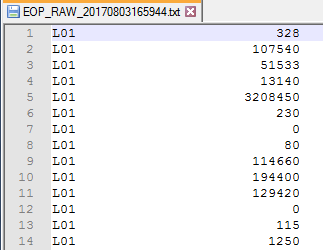 EOP_RAW_20170803165944.txt
1 L01 328
2 L01 107540
3 L01 51533
4 L01 13140
5 L01 3208450
6 L01 230
7 L01 0
8 L01 80
9 L01 114660
10 L01 194400
11 L01 129420
12 L01 0
13 L01 115
14 L01 1250